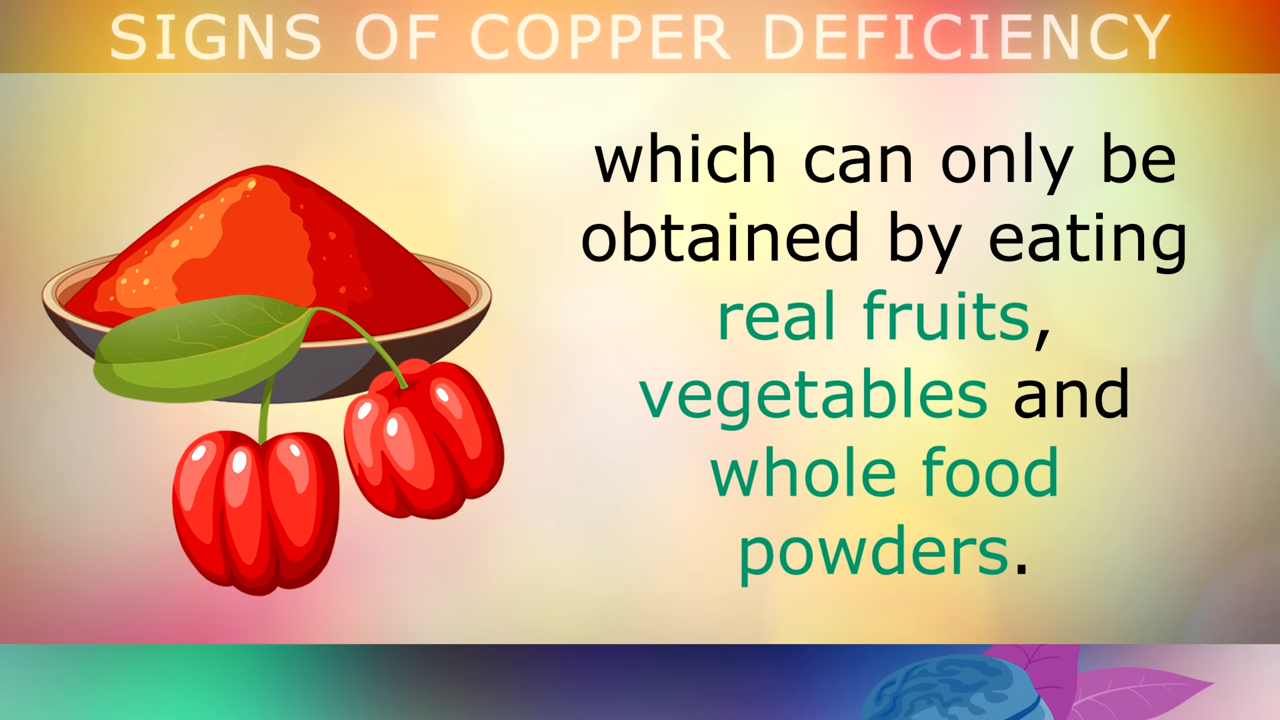 SIGNS OF COPPER DEFICIENCY
which can only be
obtained by eating
real fruits,
vegetables and
whole food
powders.